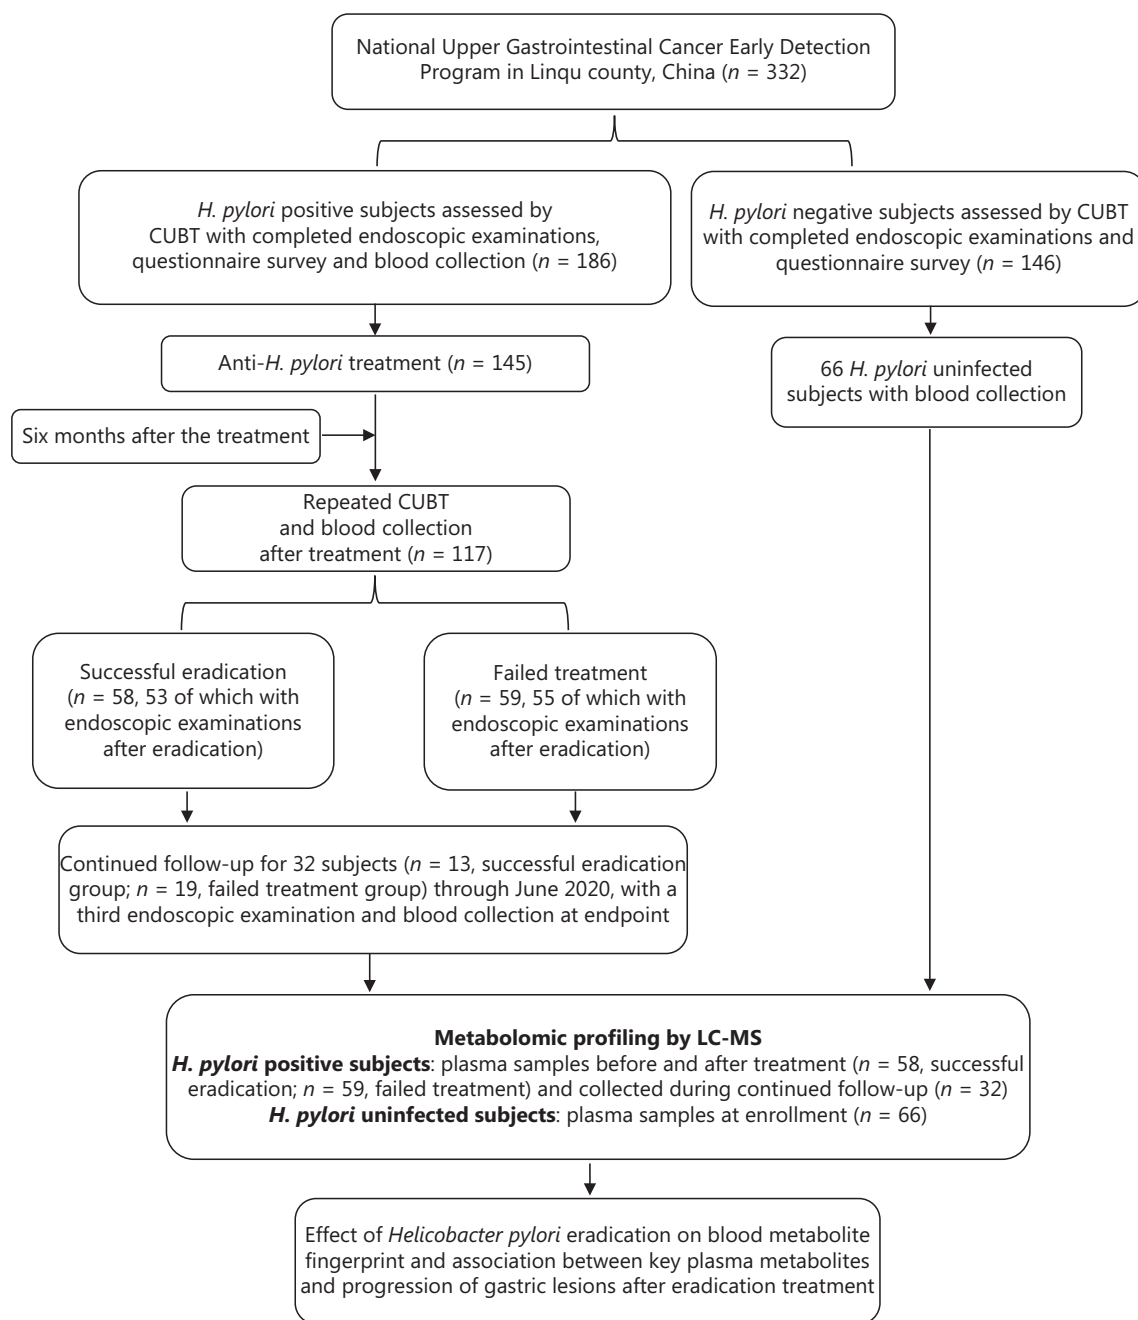 National Upper Gastrointestinal Cancer Early Detection
Program in Linqu county, China (n = 332)
H. pylori positive subjects assessed by
CUBT with completed endoscopic examinations,
questionnaire survey and blood collection (n = 186)
H. pylori negative subjects assessed by CUBT
with completed endoscopic examinations and
questionnaire survey (n = 146)
Anti-H. pylori treatment (n = 145)
66 H. pylori uninfected
subjects with blood collection
Six months after the treatment
Repeated CUBT
and blood collection
after treatment (n = 117)
Successful eradication
(n = 58, 53 of which with
endoscopic examinations
after eradication)
Failed treatment
(n = 59, 55 of which with
endoscopic examinations
after eradication)
Continued follow-up for 32 subjects (n = 13, successful eradication
group; n = 19, failed treatment group) through June 2020, with a
third endoscopic examination and blood collection at endpoint
Metabolomic profiling by LC-MS
H. pylori positive subjects: plasma samples before and after treatment (n = 58, successful
eradication; n = 59, failed treatment) and collected during continued follow-up (n = 32)
H. pylori uninfected subjects: plasma samples at enrollment (n = 66)
Effect of Helicobacter pylori eradication on blood metabolite
fingerprint and association between key plasma metabolites
and progression of gastric lesions after eradication treatment